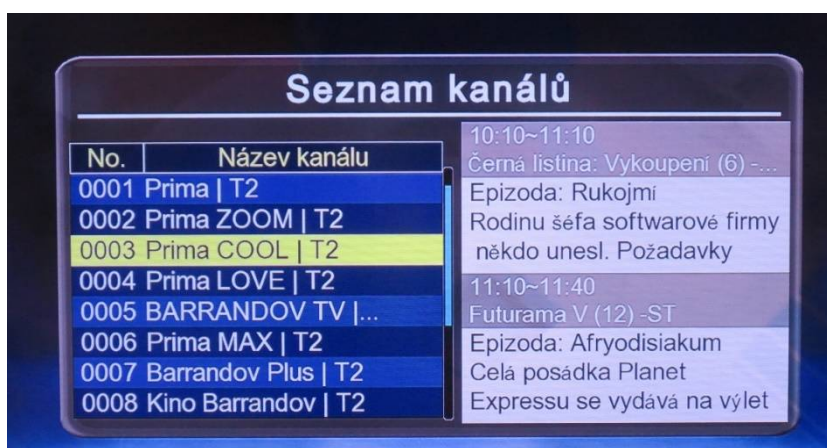 Seznam kanálů
No. Název kanálu
0001 Prima | T2
0002 Prima ZOOM | T2
0003 Prima COOL | T2
0004 Prima LOVE | T2
0005 BARRANDOV TV |...
0006 Prima MAX | T2
0007 Barrandov Plus | T2
0008 Kino Barrandov | T2
10:10~11:10
Černá listina: Vykoupení (6) -...
Epizoda: Rukojmí
Rodinu šéfa softwarové firmy
někdo unesl. Požadavky
11:10~11:40
Futurama V (12) -ST
Epizoda: Afryodisiakum
Celá posádka Planet
Expressu se vydává na výlet